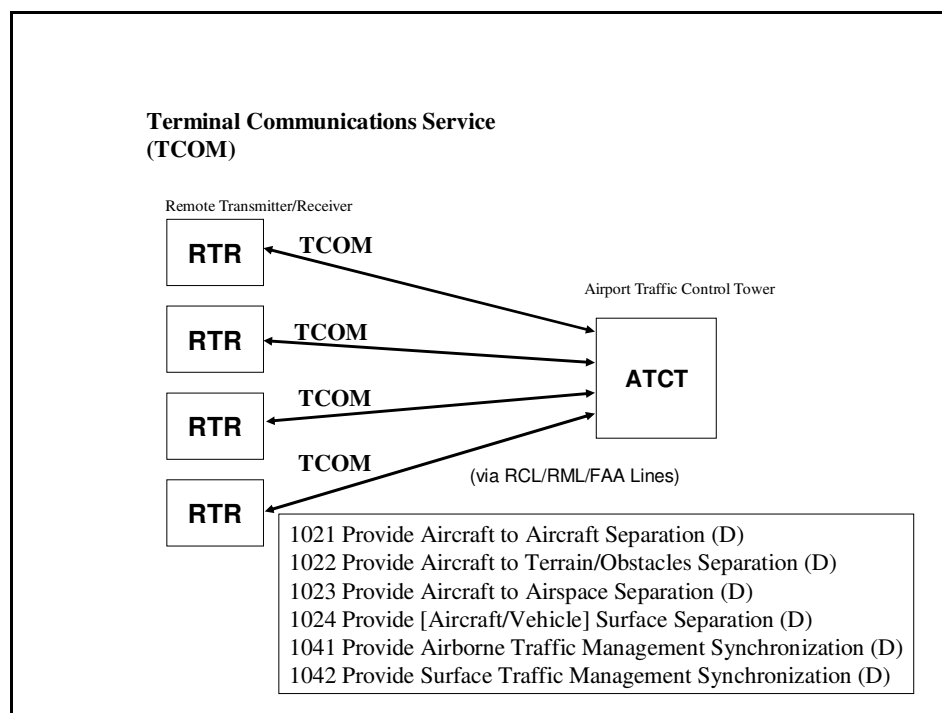 Terminal Communications Service
(TCOM)
Remote Transmitter/Receiver
RTR
TCOM
Airport Traffic Control Tower
RTR
TCOM
ATCT
RTR
TCOM
RTR
TCOM
(via RCL/RML/FAA Lines)
1021 Provide Aircraft to Aircraft Separation (D)
1022 Provide Aircraft to Terrain/Obstacles Separation (D)
1023 Provide Aircraft to Airspace Separation (D)
1024 Provide [Aircraft/Vehicle] Surface Separation (D)
1041 Provide Airborne Traffic Management Synchronization (D)
1042 Provide Surface Traffic Management Synchronization (D)